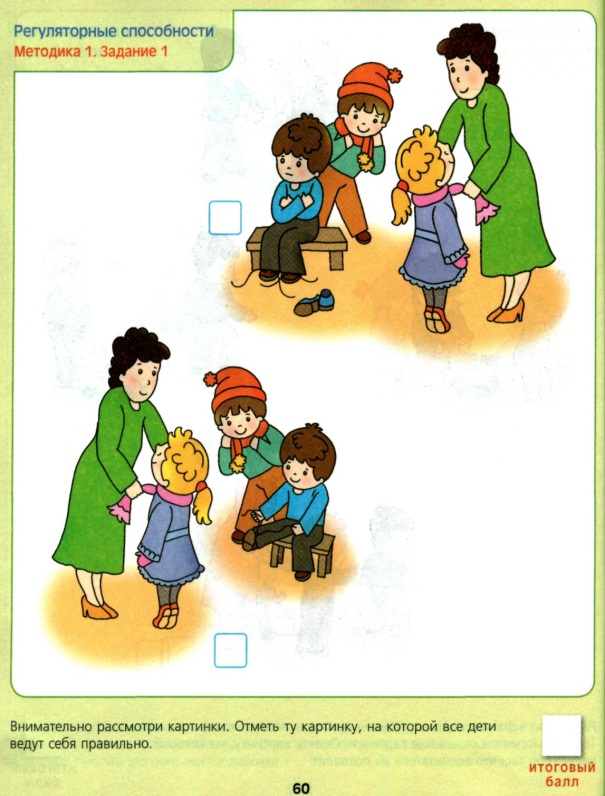 Регуляторные способности
Методика 1. Задание 1
Внимательно рассмотри картинки. Отметь ту картинку, на которой все дети
ведут себя правильно.
итоговый
балл
60